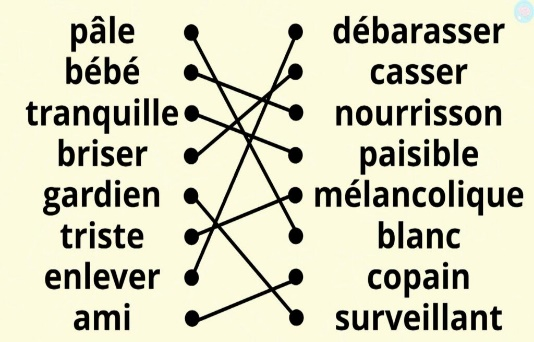 pâle débarasser
bébé casser
tranquille nourrisson
briser paisible
gardien mélancolique
triste blanc
enlever copain
ami surveillant